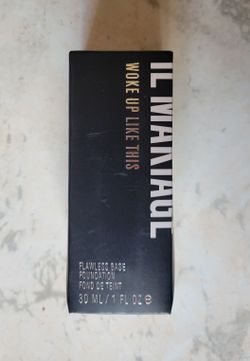 IL MAKIAGE
WOKE UP LIKE THIS
FLAWLESS BASE
FOUNDATION
FOND DE TEINT
30 ML / 1 FL OZ e